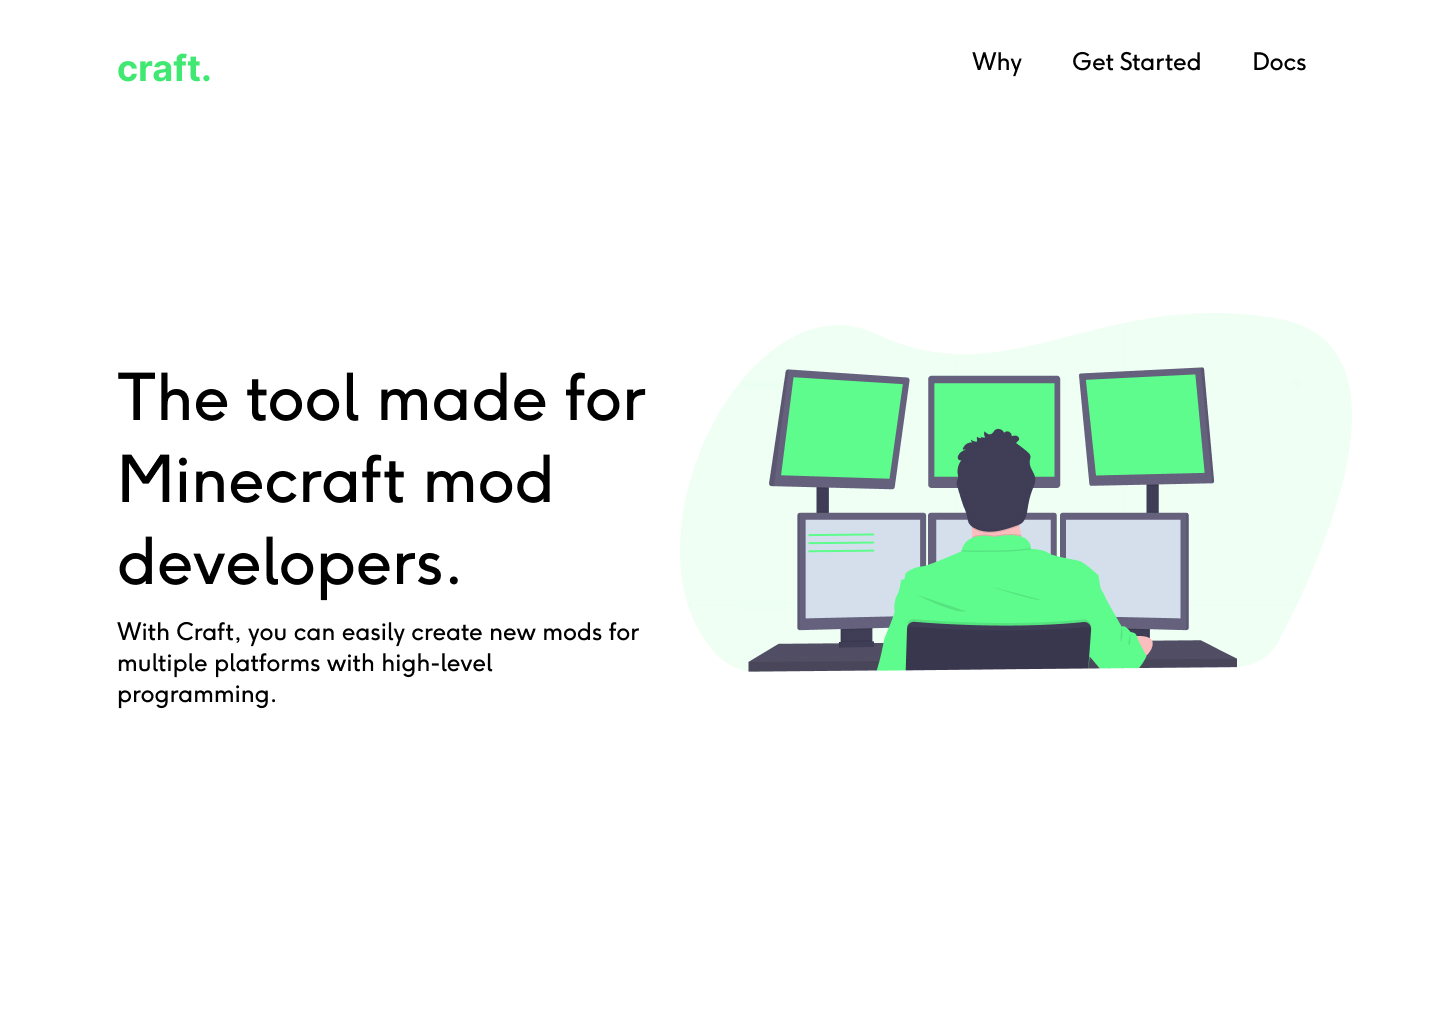 craft.
Why
Get Started
Docs
The tool made for
Minecraft mod
developers.
With Craft, you can easily create new mods for
multiple platforms with high-level
programming.